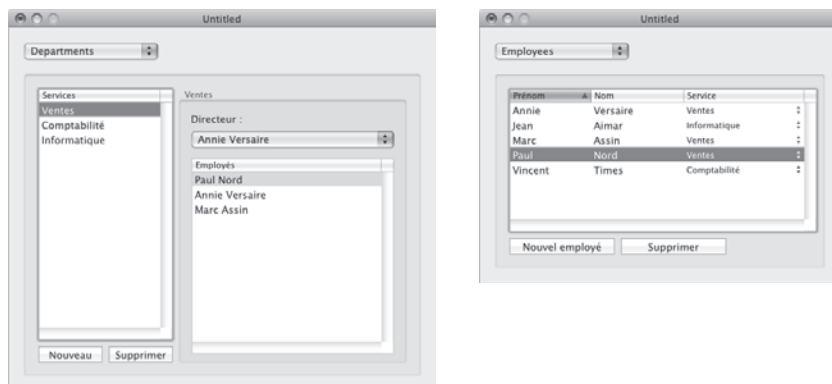 Untitled
Departments
Services
Ventes
Comptabilité
Informatique
Nouveau
Supprimer
Ventes
Directeur :
Annie Versaire
Employés
Paul Nord
Annie Versaire
Marc Assin
Untitled
Employees
Prénom Nom Service
Annie Versaire Ventes
Jean Aimar Informatique
Marc Assin Ventes
Paul Nord Ventes
Vincent Times Comptabilité
Nouvel employé Supprimer